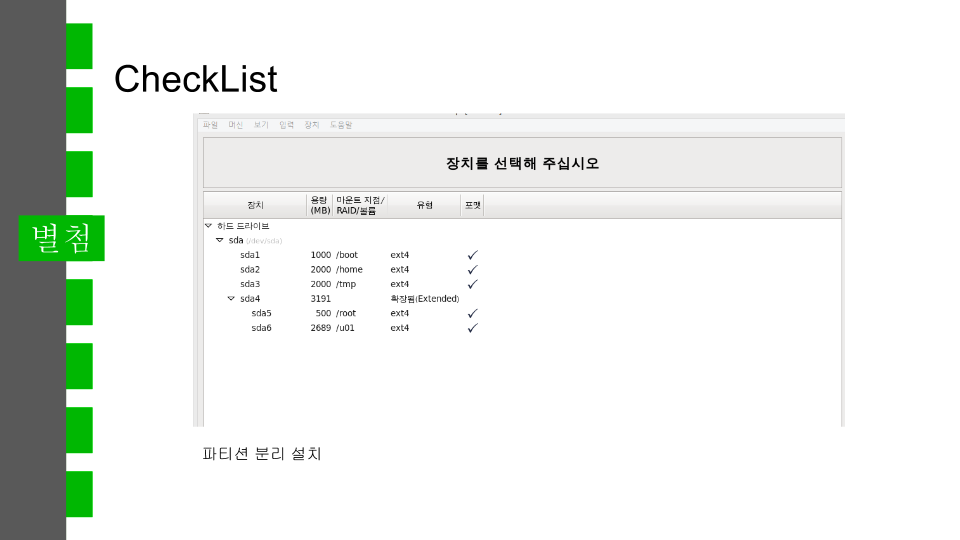 CheckList
파일 머신 보기 입력 장치 도움말
장치를 선택해 주십시오
장치 용량 (MB) 마운트 지점/ RAID/볼륨 유형 포맷
하드 드라이브
sda (/dev/sda)
sda1 1000 /boot ext4 ✓
sda2 2000 /home ext4 ✓
sda3 2000 /tmp ext4 ✓
sda4 3191 확장됨(Extended)
sda5 500 /root ext4 ✓
sda6 2689 /u01 ext4 ✓
별첨
파티션 분리 설치